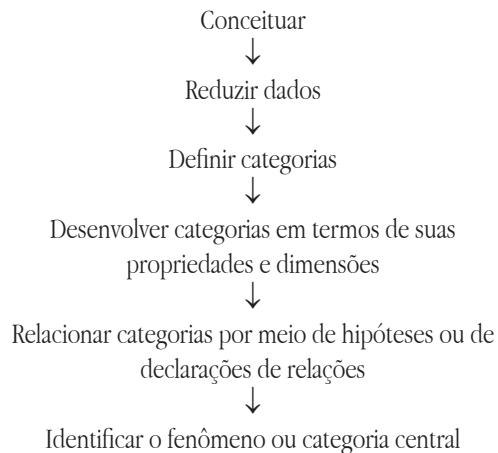 Conceituar
↓
Reduzir dados
↓
Definir categorias
↓
Desenvolver categorias em termos de suas
propriedades e dimensões
↓
Relacionar categorias por meio de hipóteses ou de
declarações de relações
↓
Identificar o fenômeno ou categoria central